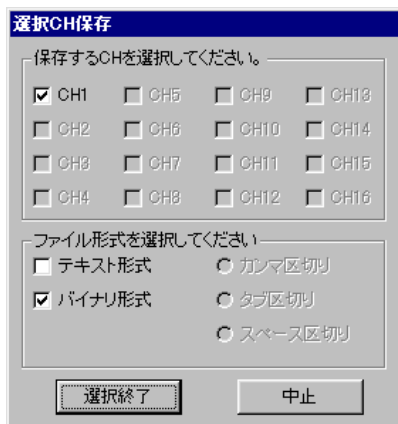 選択CH保存
保存するCHを選択してください。
CH1 CH5 CH9 CH13
CH2 CH6 CH10 CH14
CH3 CH7 CH11 CH15
CH4 CH8 CH12 CH16
ファイル形式を選択してください
テキスト形式 カンマ区切り
バイナリ形式 タブ区切り
スペース区切り
選択終了 中止